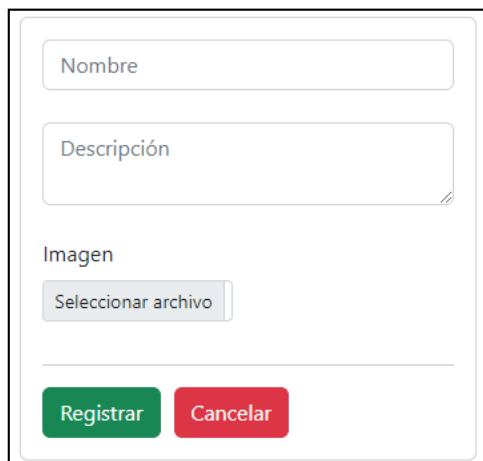 Nombre
Descripción
Imagen
Seleccionar archivo
Registrar Cancelar